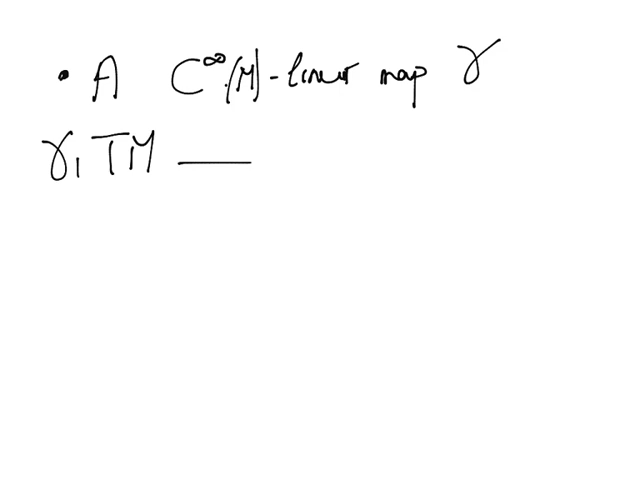 • A C^∞(M)-linear map γ
γ: TM —